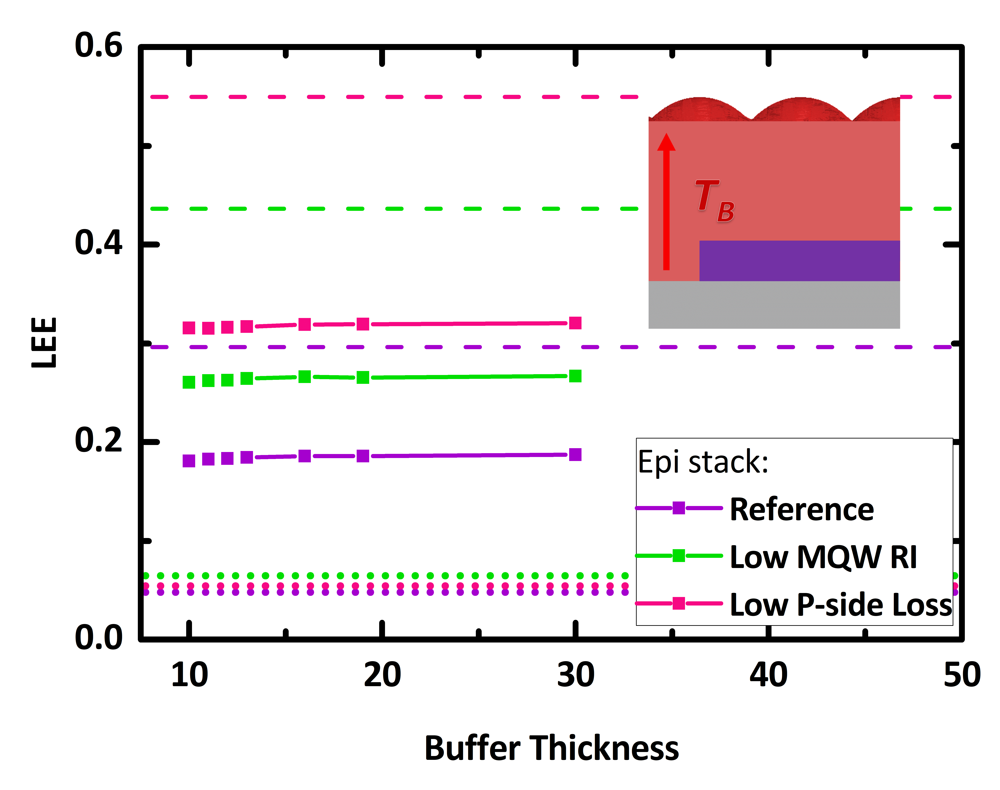 0.6
0.4
0.2
0.0
LEE
T_B
Epi stack:
Reference
Low MQW RI
Low P-side Loss
10 20 30 40 50
Buffer Thickness